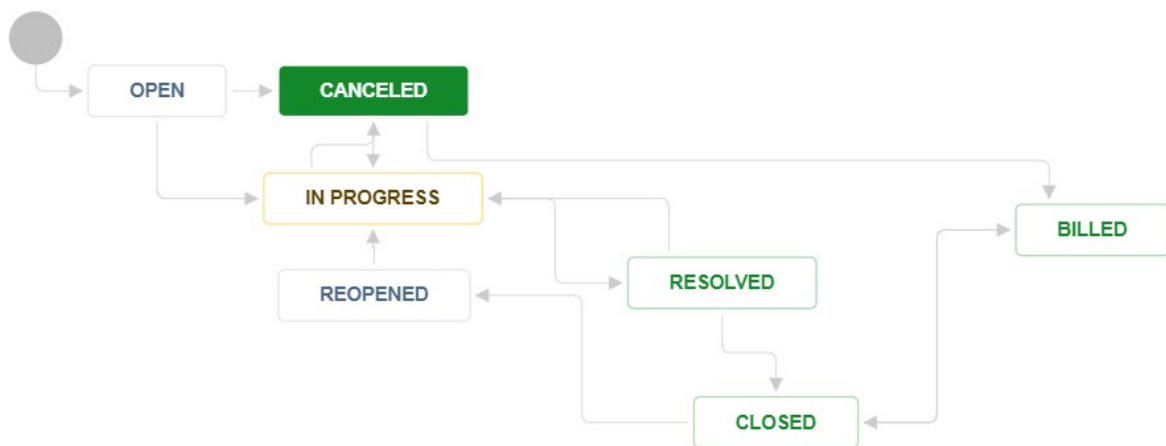 OPEN
CANCELED
IN PROGRESS
BILLED
RESOLVED
REOPENED
CLOSED